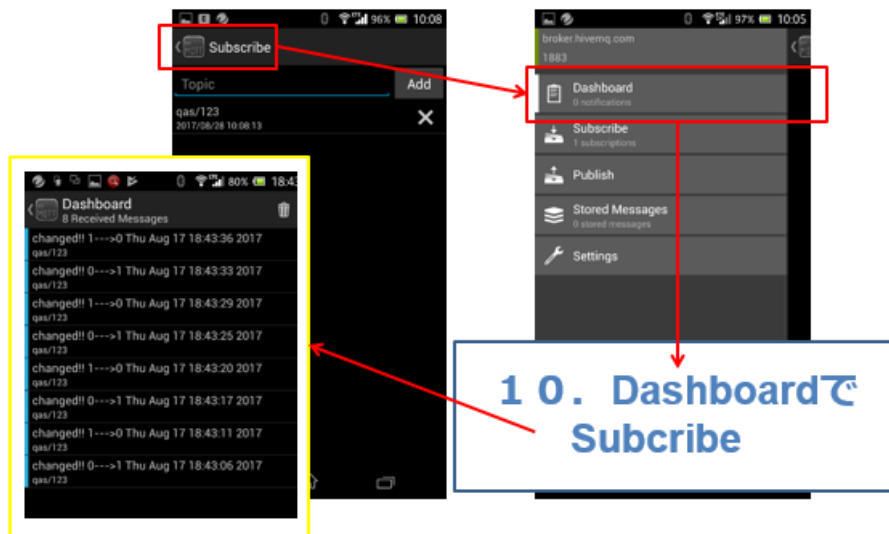 96% 10:08
Subscribe
Topic
Add
qas/123
2017/08/28 10:08:13
97% 10:05
broker.hivemq.com
1883
Dashboard
0 notifications
Subscribe
1 subscriptions
Publish
Stored Messages
0 stored messages
Settings
80% 18:43
Dashboard
8 Received Messages
changed!! 1--->0 Thu Aug 17 18:43:36 2017
qas/123
changed!! 0--->1 Thu Aug 17 18:43:33 2017
qas/123
changed!! 1--->0 Thu Aug 17 18:43:29 2017
qas/123
changed!! 0--->1 Thu Aug 17 18:43:25 2017
qas/123
changed!! 1--->0 Thu Aug 17 18:43:20 2017
qas/123
changed!! 0--->1 Thu Aug 17 18:43:17 2017
qas/123
changed!! 1--->0 Thu Aug 17 18:43:11 2017
qas/123
changed!! 0--->1 Thu Aug 17 18:43:06 2017
qas/123
１０．Dashboardで
Subcribe